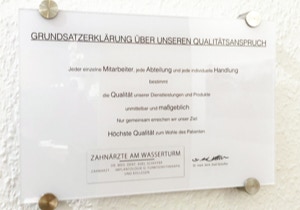 GRUNDSATZERKLÄRUNG ÜBER UNSEREN QUALITÄTSANSPRUCH
Jeder einzelne Mitarbeiter, jede Abteilung und jede individuelle Handlung
bestimmt
die Qualität unserer Dienstleistungen und Produkte
unmittelbar und maßgeblich
Nur gemeinsam erreichen wir unser Ziel:
Höchste Qualität zum Wohle des Patienten.
ZAHNÄRZTE AM WASSERTURM